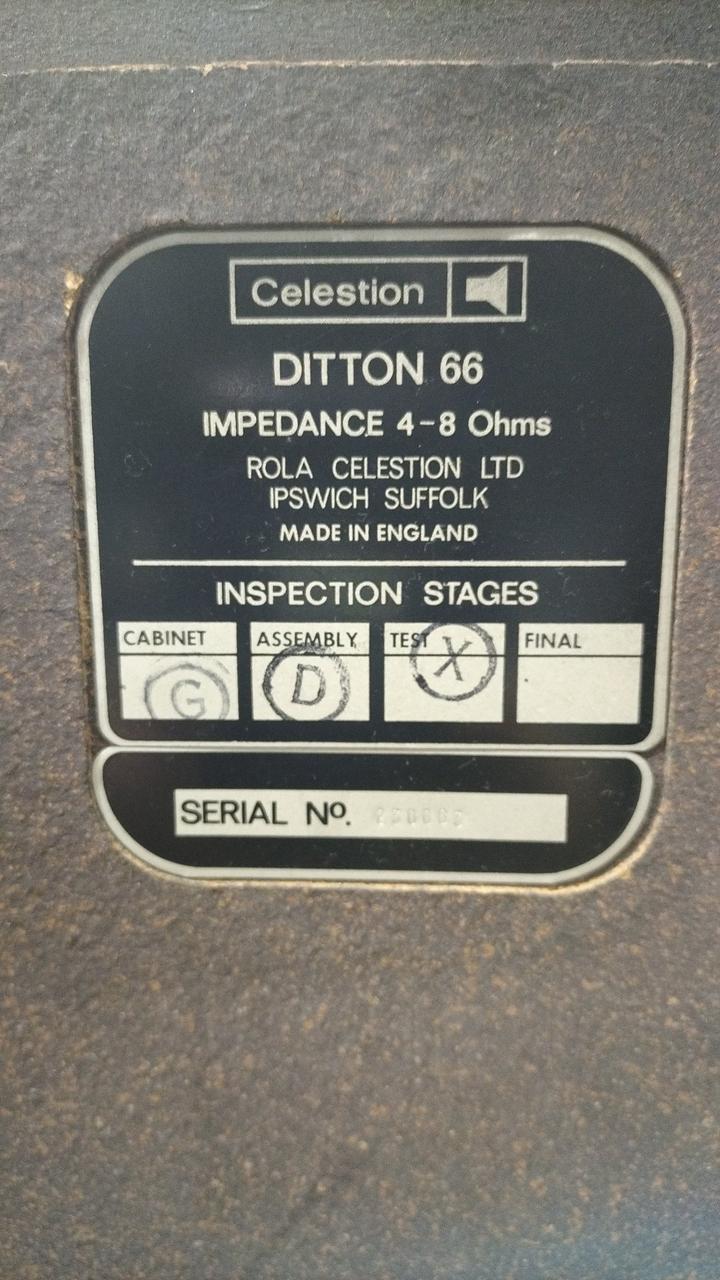 Celestion
DITTON 66
IMPEDANCE 4-8 Ohms
ROLA CELESTION LTD
IPSWICH SUFFOLK
MADE IN ENGLAND
INSPECTION STAGES
CABINET ASSEMBLY TEST FINAL
G D X
SERIAL Nº.